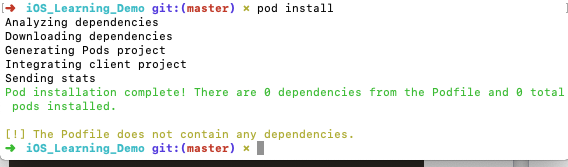 [➜  iOS_Learning_Demo git:(master) ✗ pod install                               ]
Analyzing dependencies
Downloading dependencies
Generating Pods project
Integrating client project
Sending stats
Pod installation complete! There are 0 dependencies from the Podfile and 0 total
 pods installed.
[!] The Podfile does not contain any dependencies.
➜  iOS_Learning_Demo git:(master) ✗